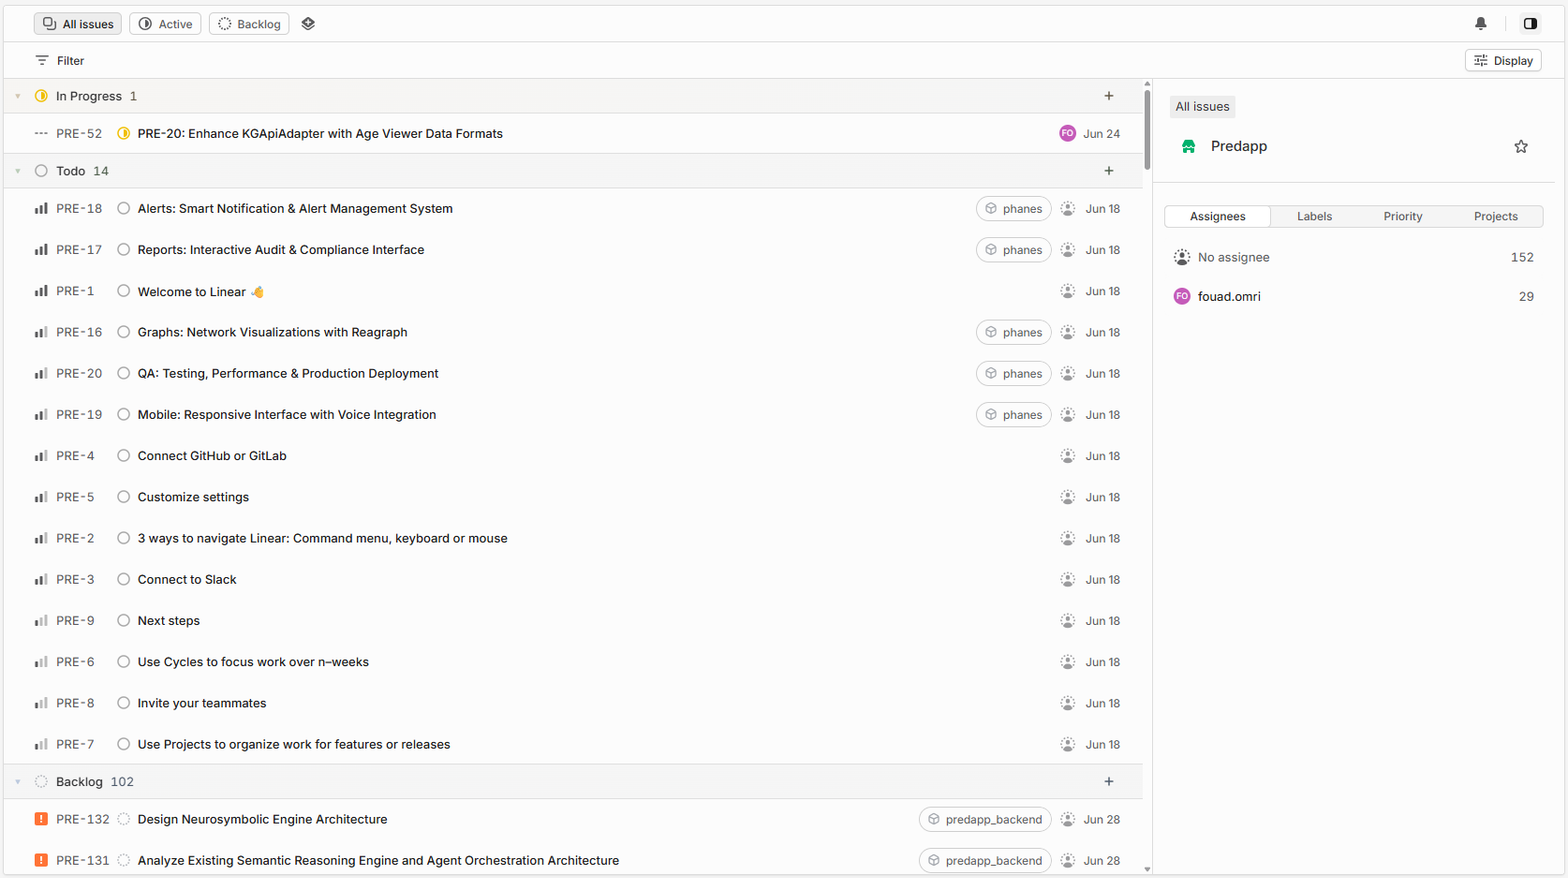 All issues Active Backlog
Filter Display
In Progress 1
PRE-52 PRE-20: Enhance KGApiAdapter with Age Viewer Data Formats FO Jun 24
Todo 14
PRE-18 Alerts: Smart Notification & Alert Management System phanes Jun 18
PRE-17 Reports: Interactive Audit & Compliance Interface phanes Jun 18
PRE-1 Welcome to Linear 👋 Jun 18
PRE-16 Graphs: Network Visualizations with Reagraph phanes Jun 18
PRE-20 QA: Testing, Performance & Production Deployment phanes Jun 18
PRE-19 Mobile: Responsive Interface with Voice Integration phanes Jun 18
PRE-4 Connect GitHub or GitLab Jun 18
PRE-5 Customize settings Jun 18
PRE-2 3 ways to navigate Linear: Command menu, keyboard or mouse Jun 18
PRE-3 Connect to Slack Jun 18
PRE-9 Next steps Jun 18
PRE-6 Use Cycles to focus work over n–weeks Jun 18
PRE-8 Invite your teammates Jun 18
PRE-7 Use Projects to organize work for features or releases Jun 18
Backlog 102
PRE-132 Design Neurosymbolic Engine Architecture predapp_backend Jun 28
PRE-131 Analyze Existing Semantic Reasoning Engine and Agent Orchestration Architecture predapp_backend Jun 28
All issues
Predapp
Assignees Labels Priority Projects
No assignee 152
FO fouad.omri 29